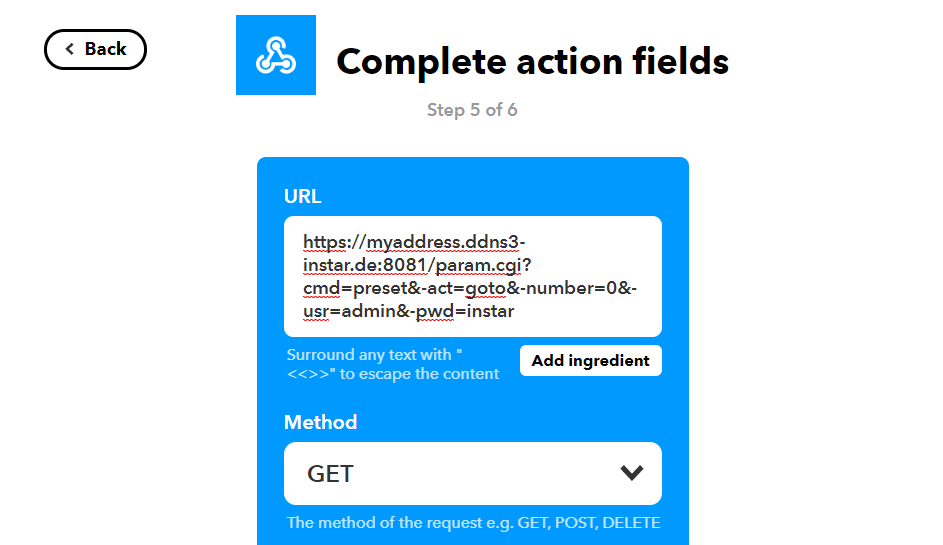 Back
Complete action fields
Step 5 of 6
URL
https://myaddress.ddns3-
instar.de:8081/param.cgi?
cmd=preset&-act=goto&-number=0&-
usr=admin&-pwd=instar
Surround any text with "
<<>>" to escape the content
Add ingredient
Method
GET
The method of the request e.g. GET, POST, DELETE